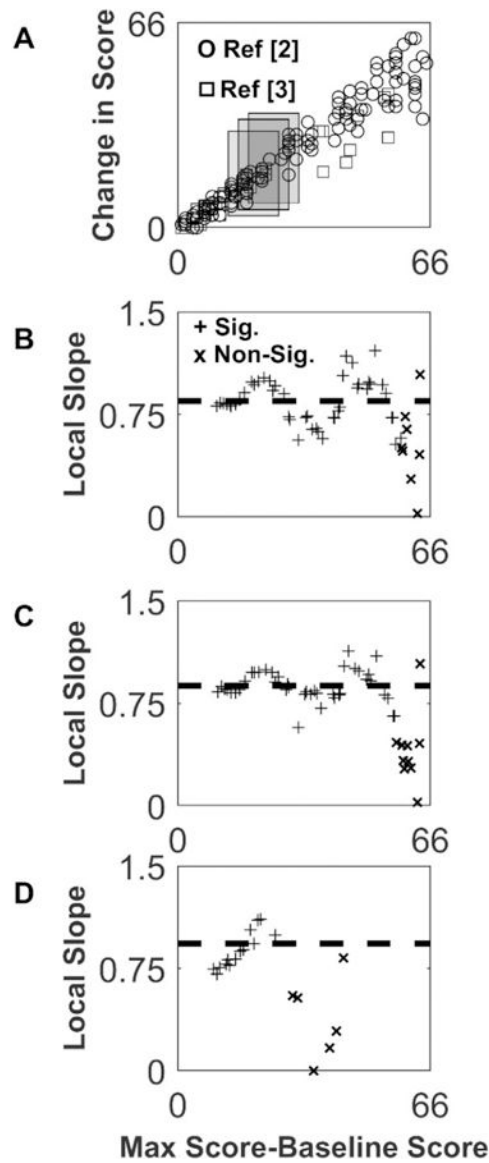 A
66
Change in Score
O Ref [2]
□ Ref [3]
0
0
66
B
1.5
Local Slope
+ Sig.
x Non-Sig.
0.75
0
0
66
C
1.5
Local Slope
0.75
0
0
66
D
1.5
Local Slope
0.75
0
0
66
Max Score-Baseline Score